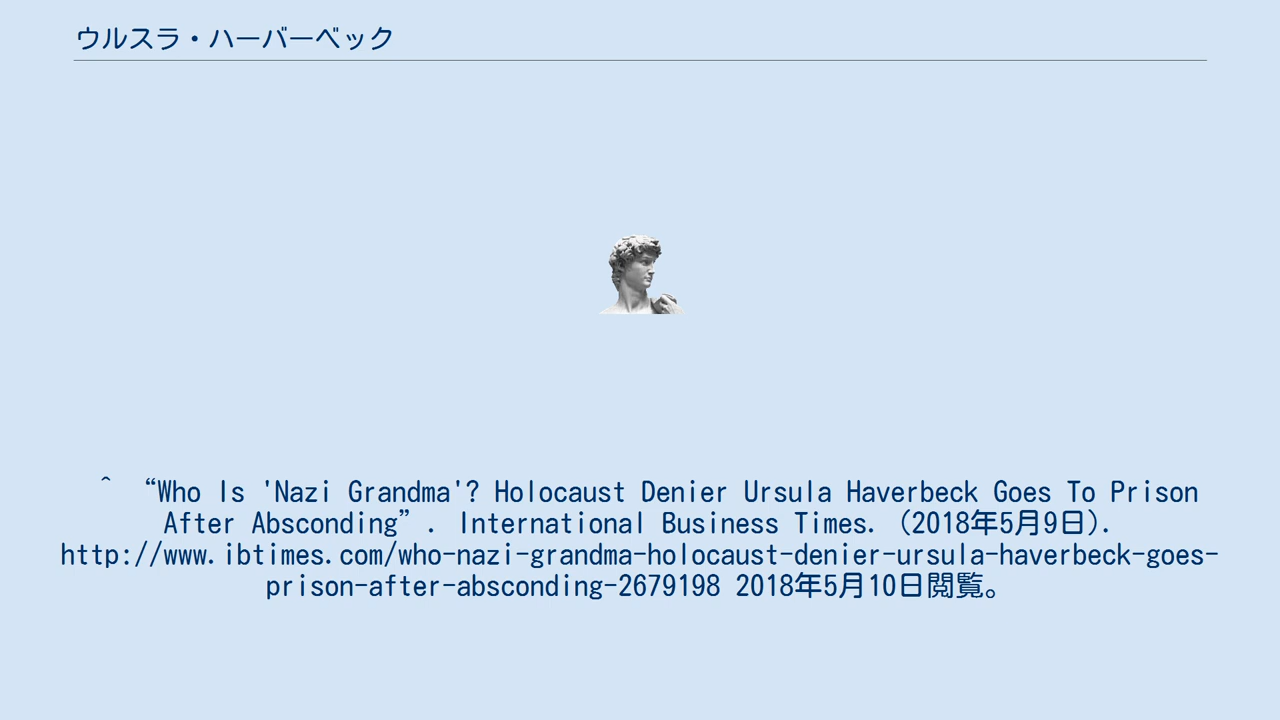 ウルスラ・ハーバーベック
^ “Who Is 'Nazi Grandma'? Holocaust Denier Ursula Haverbeck Goes To Prison
After Absconding”. International Business Times. (2018年5月9日).
http://www.ibtimes.com/who-nazi-grandma-holocaust-denier-ursula-haverbeck-goes-
prison-after-absconding-2679198 2018年5月10日閲覧。